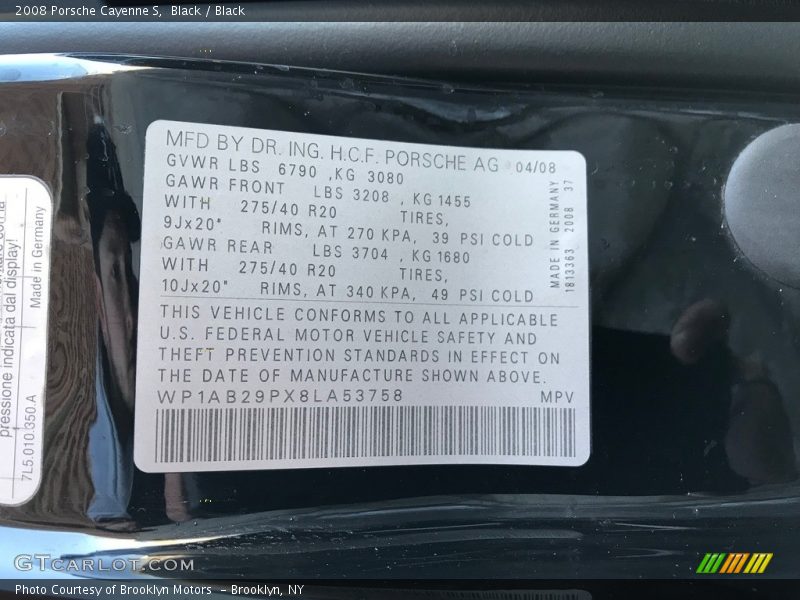 2008 Porsche Cayenne S,  Black / Black
MFD BY DR. ING. H.C.F. PORSCHE AG 04/08
GVWR LBS 6790 ,KG 3080
GAWR FRONT LBS 3208 , KG 1455
WITH 275/40 R20 TIRES,
9Jx20" RIMS, AT 270 KPA, 39 PSI COLD
GAWR REAR LBS 3704 , KG 1680
WITH 275/40 R20 TIRES,
10Jx20" RIMS, AT 340 KPA, 49 PSI COLD
MADE IN GERMANY
1813363 2008 37
THIS VEHICLE CONFORMS TO ALL APPLICABLE
U.S. FEDERAL MOTOR VEHICLE SAFETY AND
THEFT PREVENTION STANDARDS IN EFFECT ON
THE DATE OF MANUFACTURE SHOWN ABOVE.
WP1AB29PX8LA53758 MPV
pressione indicata dal display!
Made in Germany
7L5.010.350.A
GTCARLOT.COM
Photo Courtesy of Brooklyn Motors  - Brooklyn, NY